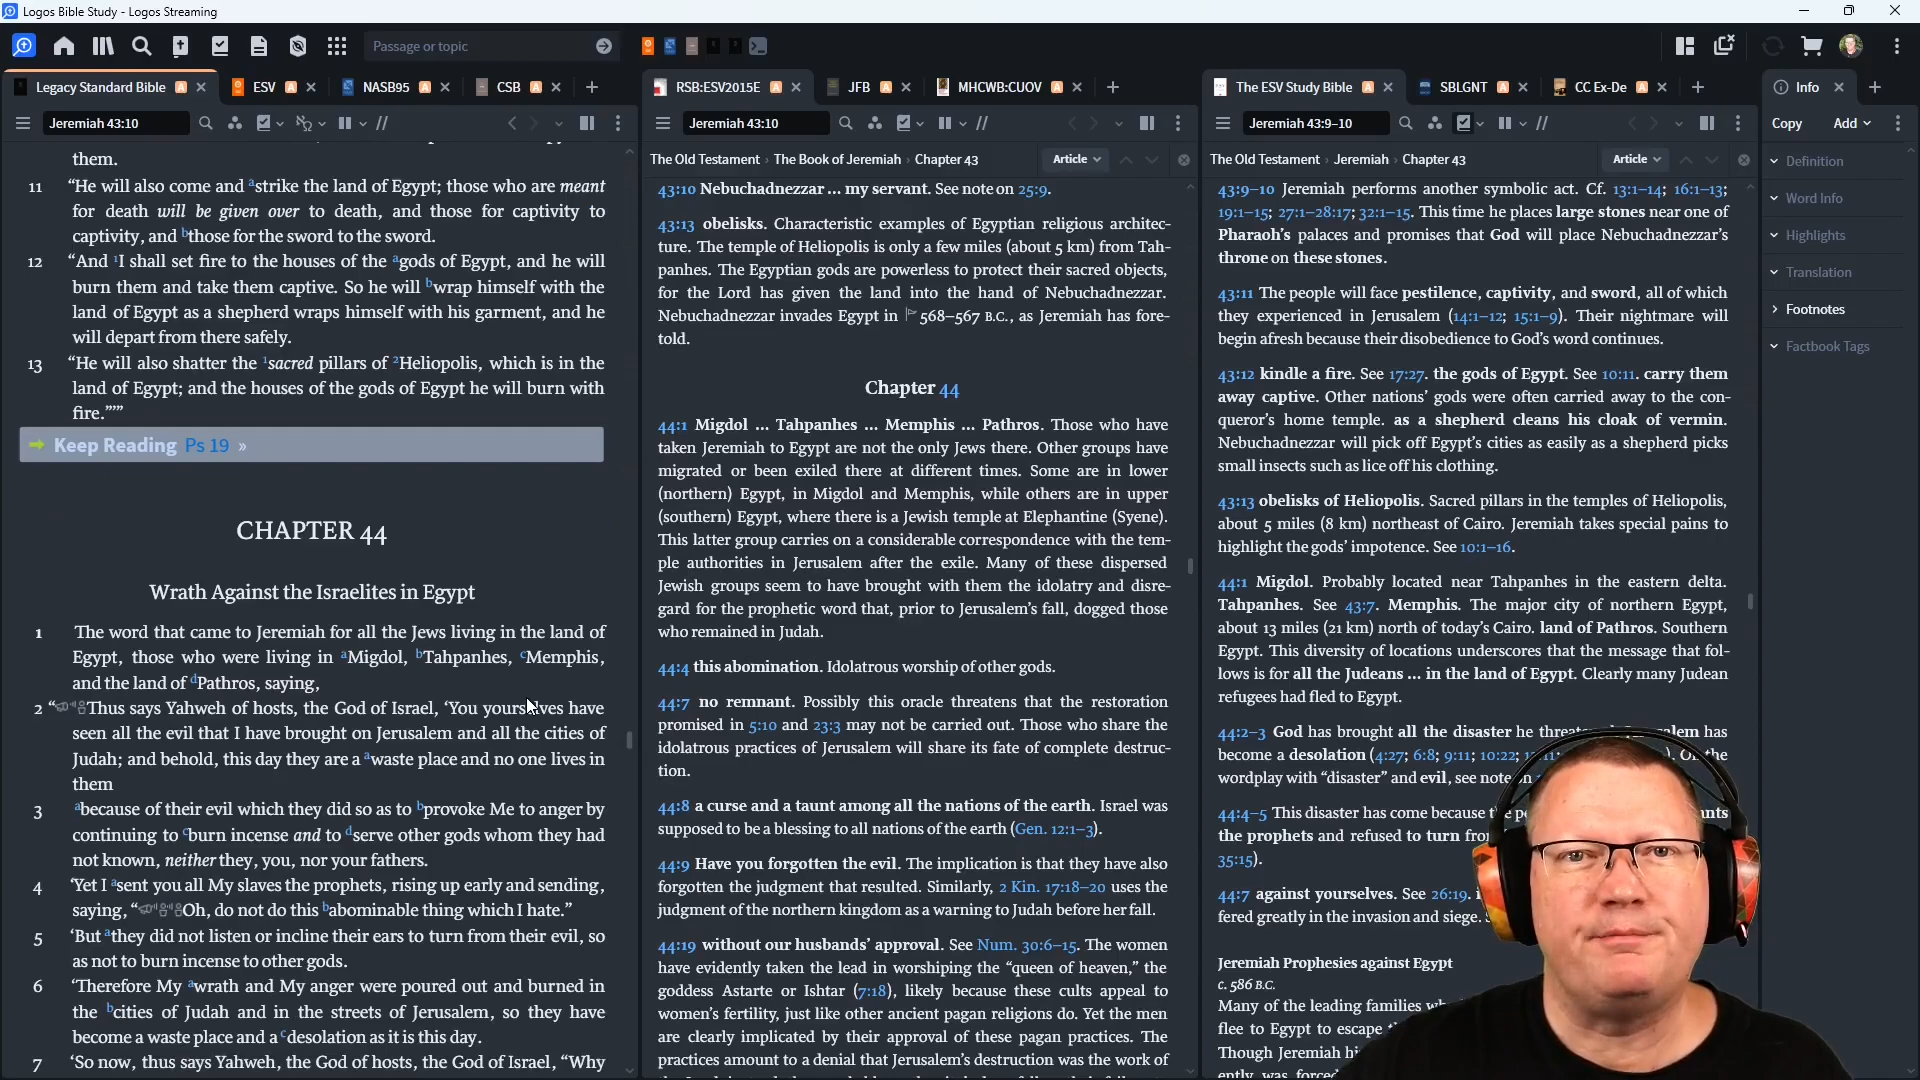 Logos Bible Study - Logos Streaming
Passage or topic
Legacy Standard Bible A
ESV A
NASB95 A
CSB A
Jeremiah 43:10
them.
11 “He will also come and ᵃstrike the land of Egypt; those who are meant
for death will be given over to death, and those for captivity to
captivity, and ᵇthose for the sword to the sword.
12 “And ¹I shall set fire to the houses of the ᵃgods of Egypt, and he will
burn them and take them captive. So he will ᵇwrap himself with the
land of Egypt as a shepherd wraps himself with his garment, and he
will depart from there safely.
13 “He will also shatter the ¹sacred pillars of ²Heliopolis, which is in the
land of Egypt; and the houses of the gods of Egypt he will burn with
fire.”’”
Keep Reading Ps 19 »
CHAPTER 44
Wrath Against the Israelites in Egypt
1 The word that came to Jeremiah for all the Jews living in the land of
Egypt, those who were living in ᵃMigdol, ᵇTahpanhes, ᶜMemphis,
and the land of ᵈPathros, saying,
2 “Thus says Yahweh of hosts, the God of Israel, ‘You yourselves have
seen all the evil that I have brought on Jerusalem and all the cities of
Judah; and behold, this day they are a ᵃwaste place and no one lives in
them
3 ᵃbecause of their evil which they did so as to ᵇprovoke Me to anger by
continuing to ᶜburn incense and to ᵈserve other gods whom they had
not known, neither they, you, nor your fathers.
4 ‘Yet I ᵃsent you all My slaves the prophets, rising up early and sending,
saying, “Oh, do not do this ᵇabominable thing which I hate.”
5 ‘But ᵃthey did not listen or incline their ears to turn from their evil, so
as not to burn incense to other gods.
6 ‘Therefore My ᵃwrath and My anger were poured out and burned in
the ᵇcities of Judah and in the streets of Jerusalem, so they have
become a waste place and a ᶜdesolation as it is this day.
7 ‘So now, thus says Yahweh, the God of hosts, the God of Israel, “Why
RSB:ESV2015E A
JFB A
MHCWB:CUOV A
Jeremiah 43:10
The Old Testament › The Book of Jeremiah › Chapter 43
Article
43:10 Nebuchadnezzar ... my servant. See note on 25:9.
43:13 obelisks. Characteristic examples of Egyptian religious architec-
ture. The temple of Heliopolis is only a few miles (about 5 km) from Tah-
panhes. The Egyptian gods are powerless to protect their sacred objects,
for the Lord has given the land into the hand of Nebuchadnezzar.
Nebuchadnezzar invades Egypt in 568–567 B.C., as Jeremiah has fore-
told.
Chapter 44
44:1 Migdol ... Tahpanhes ... Memphis ... Pathros. Those who have
taken Jeremiah to Egypt are not the only Jews there. Other groups have
migrated or been exiled there at different times. Some are in lower
(northern) Egypt, in Migdol and Memphis, while others are in upper
(southern) Egypt, where there is a Jewish temple at Elephantine (Syene).
This latter group carries on a considerable correspondence with the tem-
ple authorities in Jerusalem after the exile. Many of these dispersed
Jewish groups seem to have brought with them the idolatry and disre-
gard for the prophetic word that, prior to Jerusalem’s fall, dogged those
who remained in Judah.
44:4 this abomination. Idolatrous worship of other gods.
44:7 no remnant. Possibly this oracle threatens that the restoration
promised in 5:10 and 23:3 may not be carried out. Those who share the
idolatrous practices of Jerusalem will share its fate of complete destruc-
tion.
44:8 a curse and a taunt among all the nations of the earth. Israel was
supposed to be a blessing to all nations of the earth (Gen. 12:1–3).
44:9 Have you forgotten the evil. The implication is that they have also
forgotten the judgment that resulted. Similarly, 2 Kin. 17:18–20 uses the
judgment of the northern kingdom as a warning to Judah before her fall.
44:19 without our husbands’ approval. See Num. 30:6–15. The women
have evidently taken the lead in worshiping the “queen of heaven,” the
goddess Astarte or Ishtar (7:18), likely because these cults appeal to
women’s fertility, just like other ancient pagan religions do. Yet the men
are clearly implicated by their approval of these pagan practices. The
practices amount to a denial that Jerusalem’s destruction was the work of
The ESV Study Bible A
SBLGNT A
CC Ex-De A
Jeremiah 43:9–10
The Old Testament › Jeremiah › Chapter 43
Article
43:9–10 Jeremiah performs another symbolic act. Cf. 13:1–14; 16:1–13;
19:1–15; 27:1–28:17; 32:1–15. This time he places large stones near one of
Pharaoh’s palaces and promises that God will place Nebuchadnezzar’s
throne on these stones.
43:11 The people will face pestilence, captivity, and sword, all of which
they experienced in Jerusalem (14:1–12; 15:1–9). Their nightmare will
begin afresh because their disobedience to God’s word continues.
43:12 kindle a fire. See 17:27. the gods of Egypt. See 10:11. carry them
away captive. Other nations’ gods were often carried away to the con-
queror’s home temple. as a shepherd cleans his cloak of vermin.
Nebuchadnezzar will pick off Egypt’s cities as easily as a shepherd picks
small insects such as lice off his clothing.
43:13 obelisks of Heliopolis. Sacred pillars in the temples of Heliopolis,
about 5 miles (8 km) northeast of Cairo. Jeremiah takes special pains to
highlight the gods’ impotence. See 10:1–16.
44:1 Migdol. Probably located near Tahpanhes in the eastern delta.
Tahpanhes. See 43:7. Memphis. The major city of northern Egypt,
about 13 miles (21 km) north of today’s Cairo. land of Pathros. Southern
Egypt. This diversity of locations underscores that the message that fol-
lows is for all the Judeans ... in the land of Egypt. Clearly many Judean
refugees had fled to Egypt.
44:2–3 God has brought all the disaster he has
become a desolation (4:27; 6:8; 9:11; 10:22; the
wordplay with “disaster” and evil, see note on
44:4–5 This disaster has come because
the prophets and refused to turn
35:15).
44:7 against yourselves. See 26:19.
fered greatly in the invasion and siege.
Jeremiah Prophesies against Egypt
c. 586 B.C.
Many of the leading families
flee to Egypt to escape
Though Jeremiah
ently was forced
Info
Copy
Add
Definition
Word Info
Highlights
Translation
Footnotes
Factbook Tags